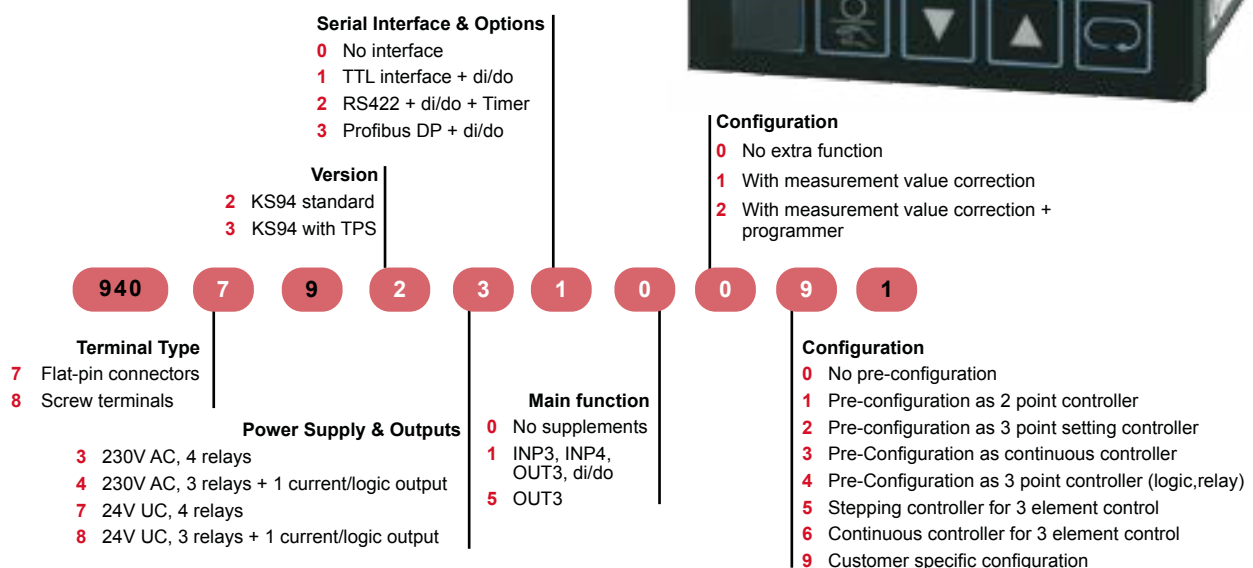 Serial Interface & Options
0 No interface
1 TTL interface + di/do
2 RS422 + di/do + Timer
3 Profibus DP + di/do
Configuration
0 No extra function
1 With measurement value correction
2 With measurement value correction +
programmer
Version
2 KS94 standard
3 KS94 with TPS
940 7 9 2 3 1 0 0 9 1
Terminal Type
7 Flat-pin connectors
8 Screw terminals
Power Supply & Outputs
3 230V AC, 4 relays
4 230V AC, 3 relays + 1 current/logic output
7 24V UC, 4 relays
8 24V UC, 3 relays + 1 current/logic output
Main function
0 No supplements
1 INP3, INP4,
OUT3, di/do
5 OUT3
Configuration
0 No pre-configuration
1 Pre-configuration as 2 point controller
2 Pre-configuration as 3 point setting controller
3 Pre-Configuration as continuous controller
4 Pre-Configuration as 3 point controller (logic,relay)
5 Stepping controller for 3 element control
6 Continuous controller for 3 element control
9 Customer specific configuration